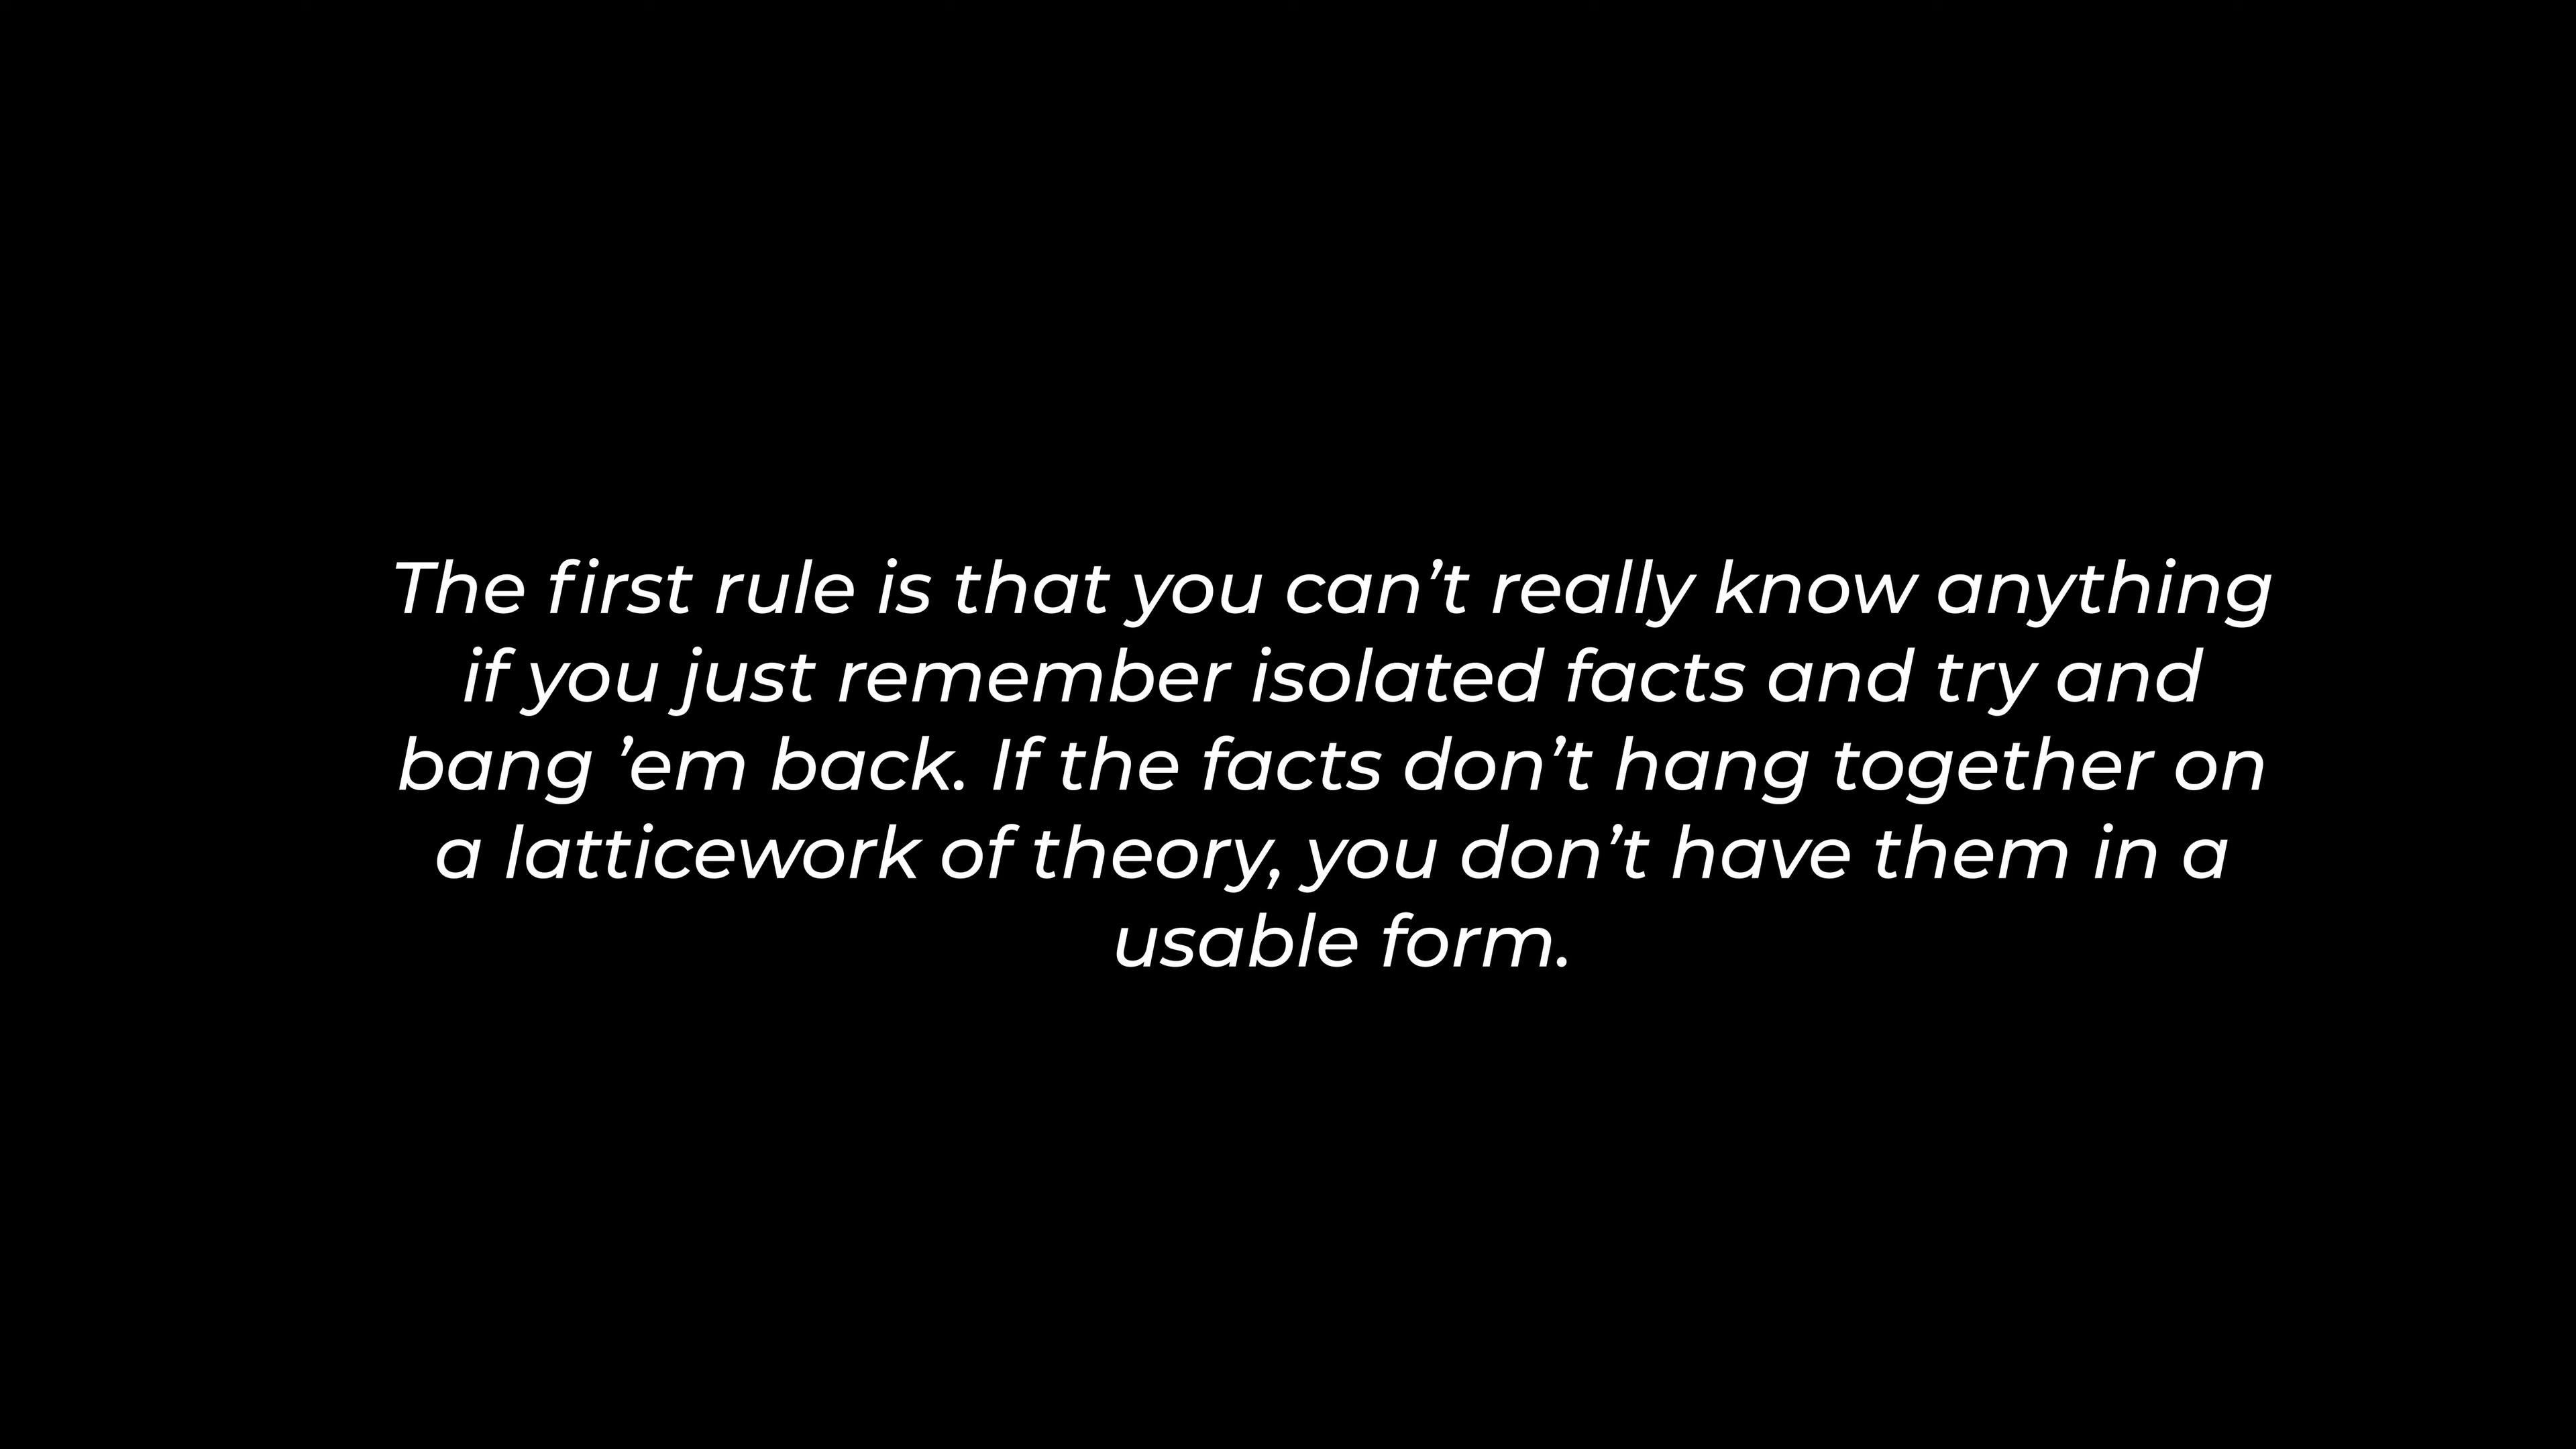 The first rule is that you can’t really know anything
if you just remember isolated facts and try and
bang ’em back. If the facts don’t hang together on
a latticework of theory, you don’t have them in a
usable form.